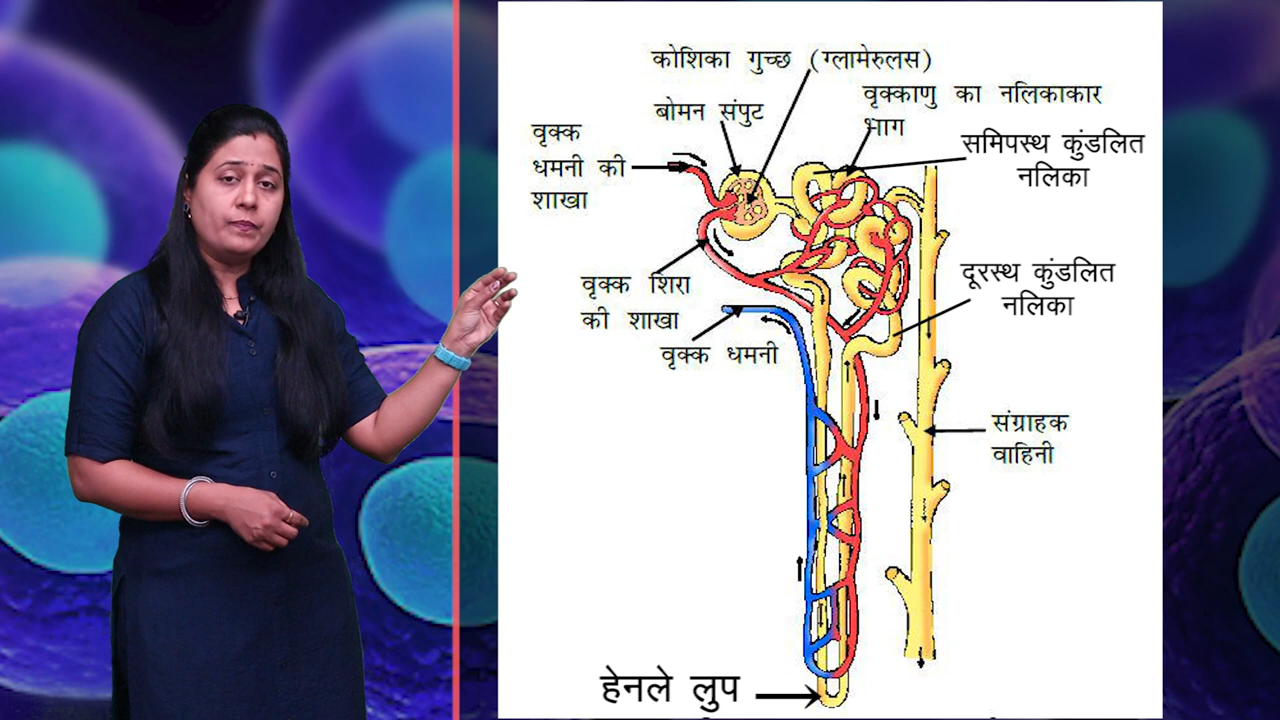 कोशिका गुच्छ (ग्लामेरुलस)
बोमन संपुट
वृक्काणु का नलिकाकार
भाग
वृक्क
धमनी की
शाखा
समिपस्थ कुंडलित
नलिका
वृक्क शिरा
की शाखा
दूरस्थ कुंडलित
नलिका
वृक्क धमनी
संग्राहक
वाहिनी
हेनले लुप